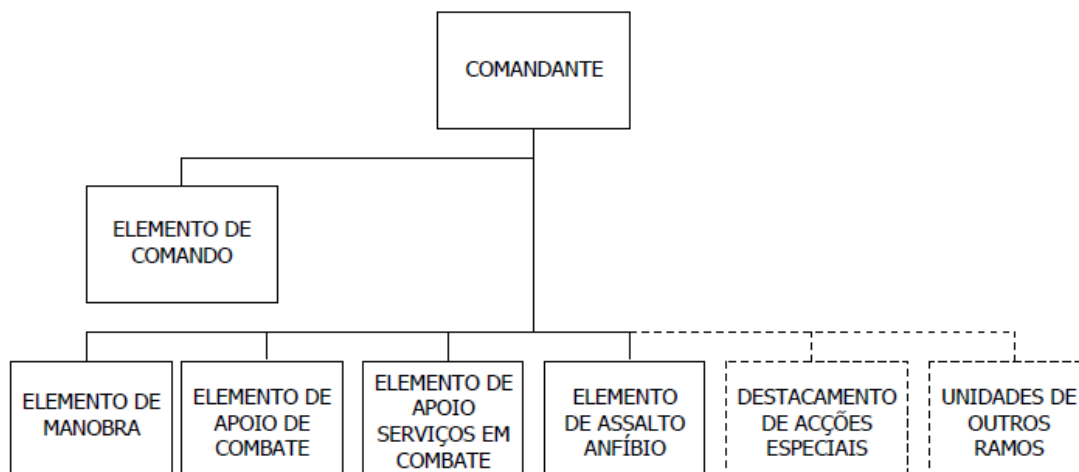 COMANDANTE
ELEMENTO DE
COMANDO
ELEMENTO DE
MANOBRA
ELEMENTO DE
APOIO DE
COMBATE
ELEMENTO DE
APOIO
SERVIÇOS EM
COMBATE
ELEMENTO
DE ASSALTO
ANFÍBIO
DESTACAMENTO
DE ACÇÕES
ESPECIAIS
UNIDADES DE
OUTROS
RAMOS